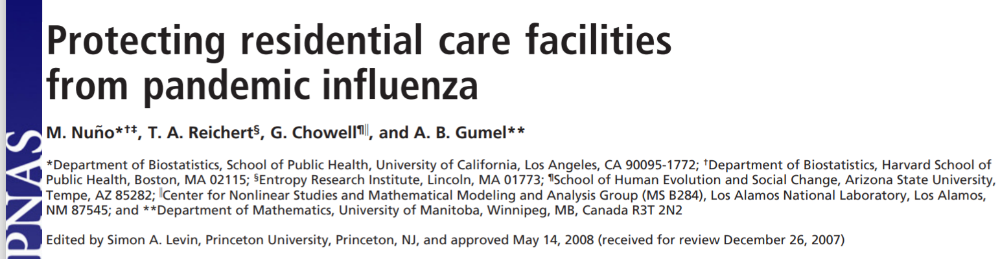 Protecting residential care facilities
from pandemic influenza
M. Nuño*†‡, T. A. Reichert§, G. Chowell¶‖, and A. B. Gumel**
*Department of Biostatistics, School of Public Health, University of California, Los Angeles, CA 90095-1772; †Department of Biostatistics, Harvard School of
Public Health, Boston, MA 02115; §Entropy Research Institute, Lincoln, MA 01773; ¶School of Human Evolution and Social Change, Arizona State University,
Tempe, AZ 85282; ‖Center for Nonlinear Studies and Mathematical Modeling and Analysis Group (MS B284), Los Alamos National Laboratory, Los Alamos,
NM 87545; and **Department of Mathematics, University of Manitoba, Winnipeg, MB, Canada R3T 2N2
Edited by Simon A. Levin, Princeton University, Princeton, NJ, and approved May 14, 2008 (received for review December 26, 2007)
PNAS